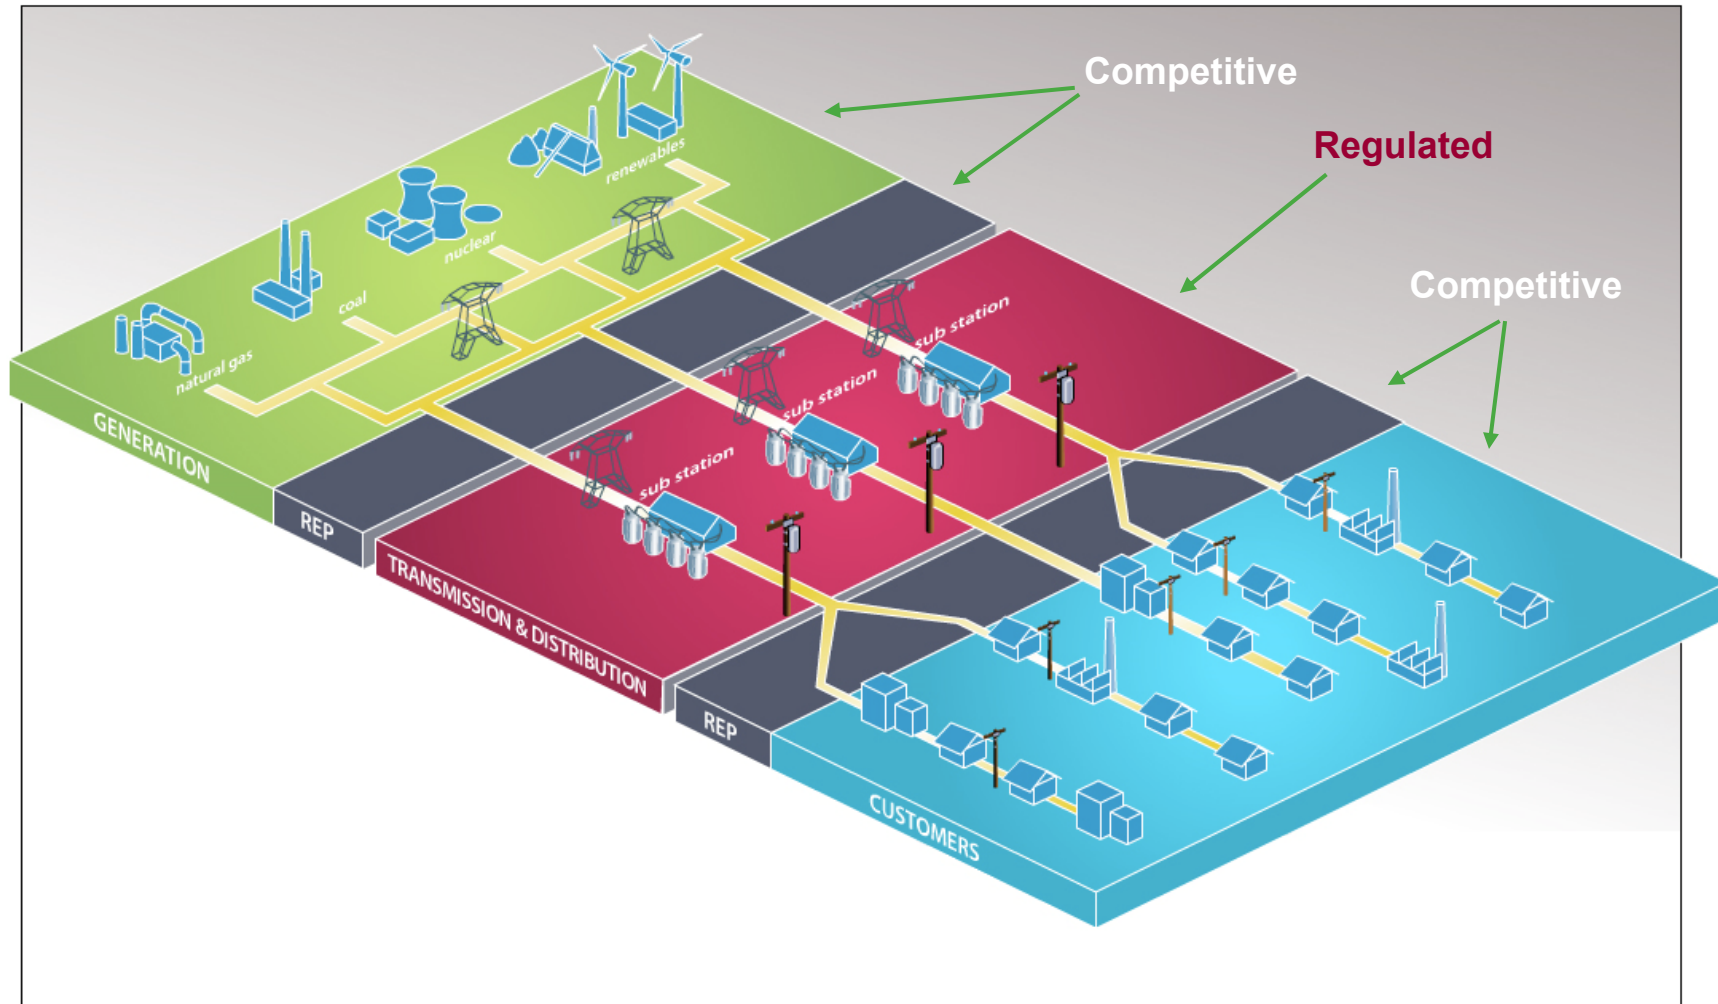 Competitive
Regulated
Competitive
renewables
nuclear
coal
natural gas
sub station
sub station
sub station
GENERATION
REP
TRANSMISSION & DISTRIBUTION
REP
CUSTOMERS